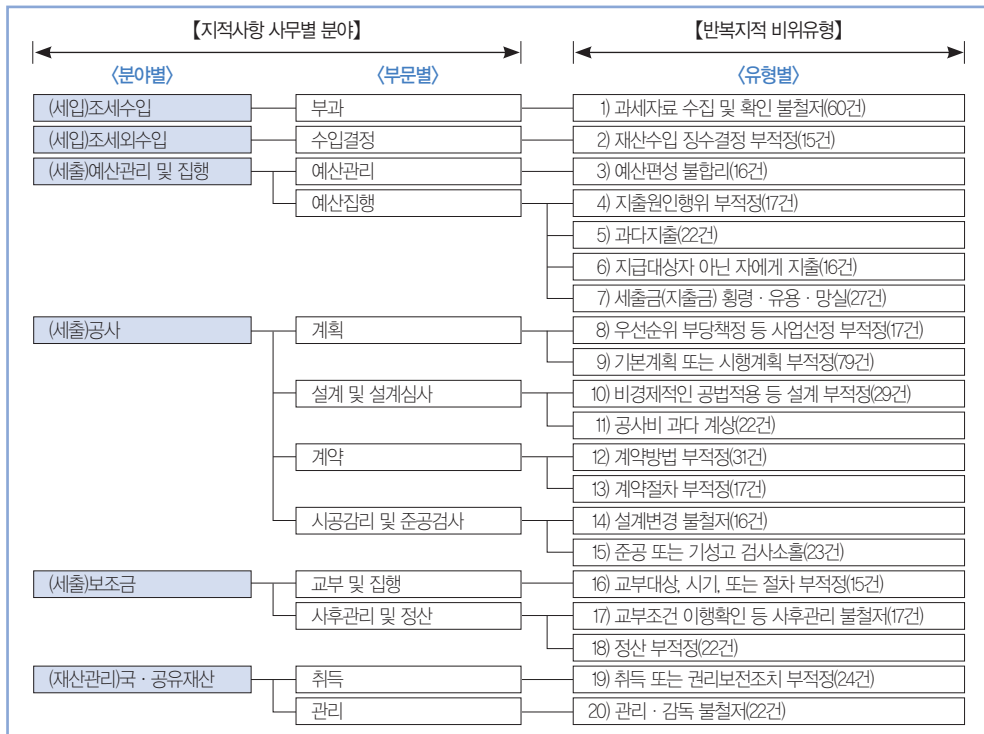 【지적사항 사무별 분야】 【반복지적 비위유형】
〈분야별〉 〈부문별〉 〈유형별〉
(세입)조세수입 부과 1) 과세자료 수집 및 확인 불철저(60건)
(세입)조세외수입 수입결정 2) 재산수입 징수결정 부적정(15건)
(세출)예산관리 및 집행 예산관리 3) 예산편성 불합리(16건)
예산집행 4) 지출원인행위 부적정(17건)
5) 과다지출(22건)
6) 지급대상자 아닌 자에게 지출(16건)
7) 세출금(지출금) 횡령·유용·망실(27건)
(세출)공사 계획 8) 우선순위 부당책정 등 사업선정 부적정(17건)
9) 기본계획 또는 시행계획 부적정(79건)
설계 및 설계심사 10) 비경제적인 공법적용 등 설계 부적정(29건)
11) 공사비 과다 계상(22건)
계약 12) 계약방법 부적정(31건)
13) 계약절차 부적정(17건)
시공감리 및 준공검사 14) 설계변경 불철저(16건)
15) 준공 또는 기성고 검사소홀(23건)
(세출)보조금 교부 및 집행 16) 교부대상, 시기, 또는 절차 부적정(15건)
사후관리 및 정산 17) 교부조건 이행확인 등 사후관리 불철저(17건)
18) 정산 부적정(22건)
(재산관리)국·공유재산 취득 19) 취득 또는 권리보전조치 부적정(24건)
관리 20) 관리·감독 불철저(22건)